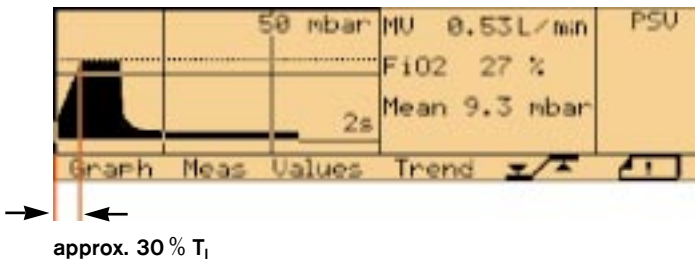 50 mbar MV 0.53 L/min PSV
FiO2 27 %
Mean 9.3 mbar
2s
Graph Meas Values Trend
approx. 30 % TI